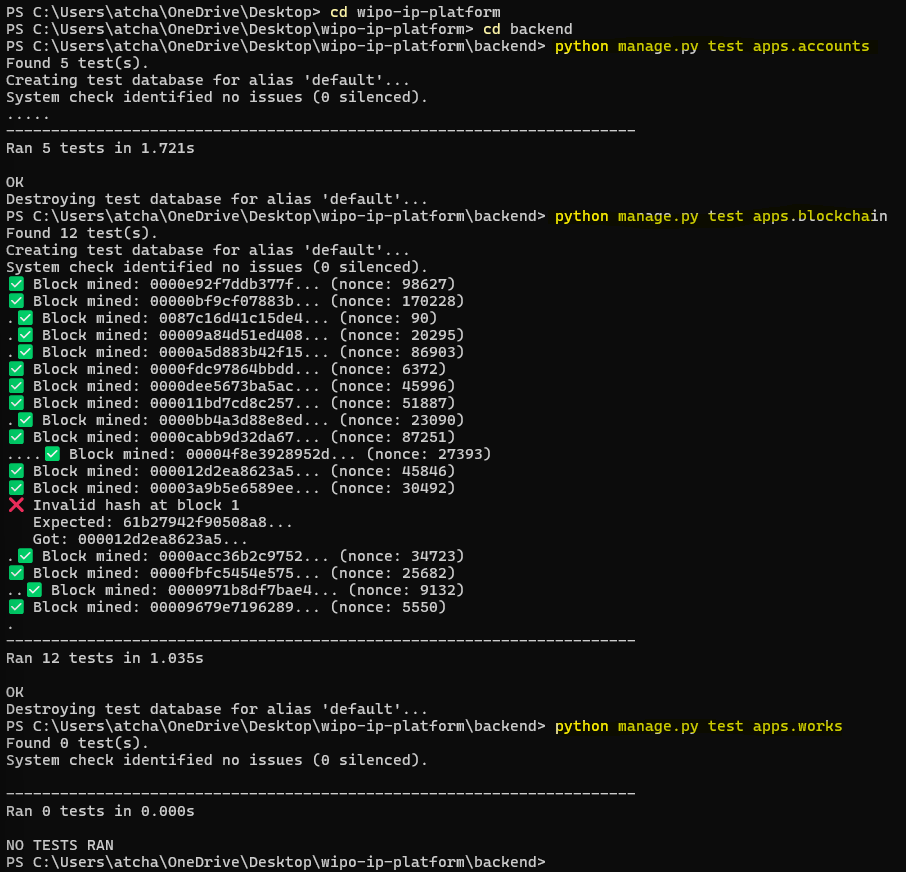 PS C:\Users\atcha\OneDrive\Desktop> cd wipo-ip-platform
PS C:\Users\atcha\OneDrive\Desktop\wipo-ip-platform> cd backend
PS C:\Users\atcha\OneDrive\Desktop\wipo-ip-platform\backend> python manage.py test apps.accounts
Found 5 test(s).
Creating test database for alias 'default'...
System check identified no issues (0 silenced).
.....
----------------------------------------------------------------------
Ran 5 tests in 1.721s
OK
Destroying test database for alias 'default'...
PS C:\Users\atcha\OneDrive\Desktop\wipo-ip-platform\backend> python manage.py test apps.blockchain
Found 12 test(s).
Creating test database for alias 'default'...
System check identified no issues (0 silenced).
✅ Block mined: 0000e92f7ddb377f... (nonce: 98627)
✅ Block mined: 00000bf9cf07883b... (nonce: 170228)
.✅ Block mined: 0087c16d41c15de4... (nonce: 90)
.✅ Block mined: 00009a84d51ed408... (nonce: 20295)
.✅ Block mined: 0000a5d883b42f15... (nonce: 86903)
✅ Block mined: 0000fdc97864bbdd... (nonce: 6372)
✅ Block mined: 0000dee5673ba5ac... (nonce: 45996)
✅ Block mined: 000011bd7cd8c257... (nonce: 51887)
.✅ Block mined: 0000bb4a3d88e8ed... (nonce: 23090)
✅ Block mined: 0000cabb9d32da67... (nonce: 87251)
....✅ Block mined: 00004f8e3928952d... (nonce: 27393)
✅ Block mined: 000012d2ea8623a5... (nonce: 45846)
✅ Block mined: 00003a9b5e6589ee... (nonce: 30492)
❌ Invalid hash at block 1
Expected: 61b27942f90508a8...
Got: 000012d2ea8623a5...
.✅ Block mined: 0000acc36b2c9752... (nonce: 34723)
✅ Block mined: 0000fbfc5454e575... (nonce: 25682)
..✅ Block mined: 0000971b8df7bae4... (nonce: 9132)
✅ Block mined: 00009679e7196289... (nonce: 5550)
.
----------------------------------------------------------------------
Ran 12 tests in 1.035s
OK
Destroying test database for alias 'default'...
PS C:\Users\atcha\OneDrive\Desktop\wipo-ip-platform\backend> python manage.py test apps.works
Found 0 test(s).
System check identified no issues (0 silenced).
----------------------------------------------------------------------
Ran 0 tests in 0.000s
NO TESTS RAN
PS C:\Users\atcha\OneDrive\Desktop\wipo-ip-platform\backend>